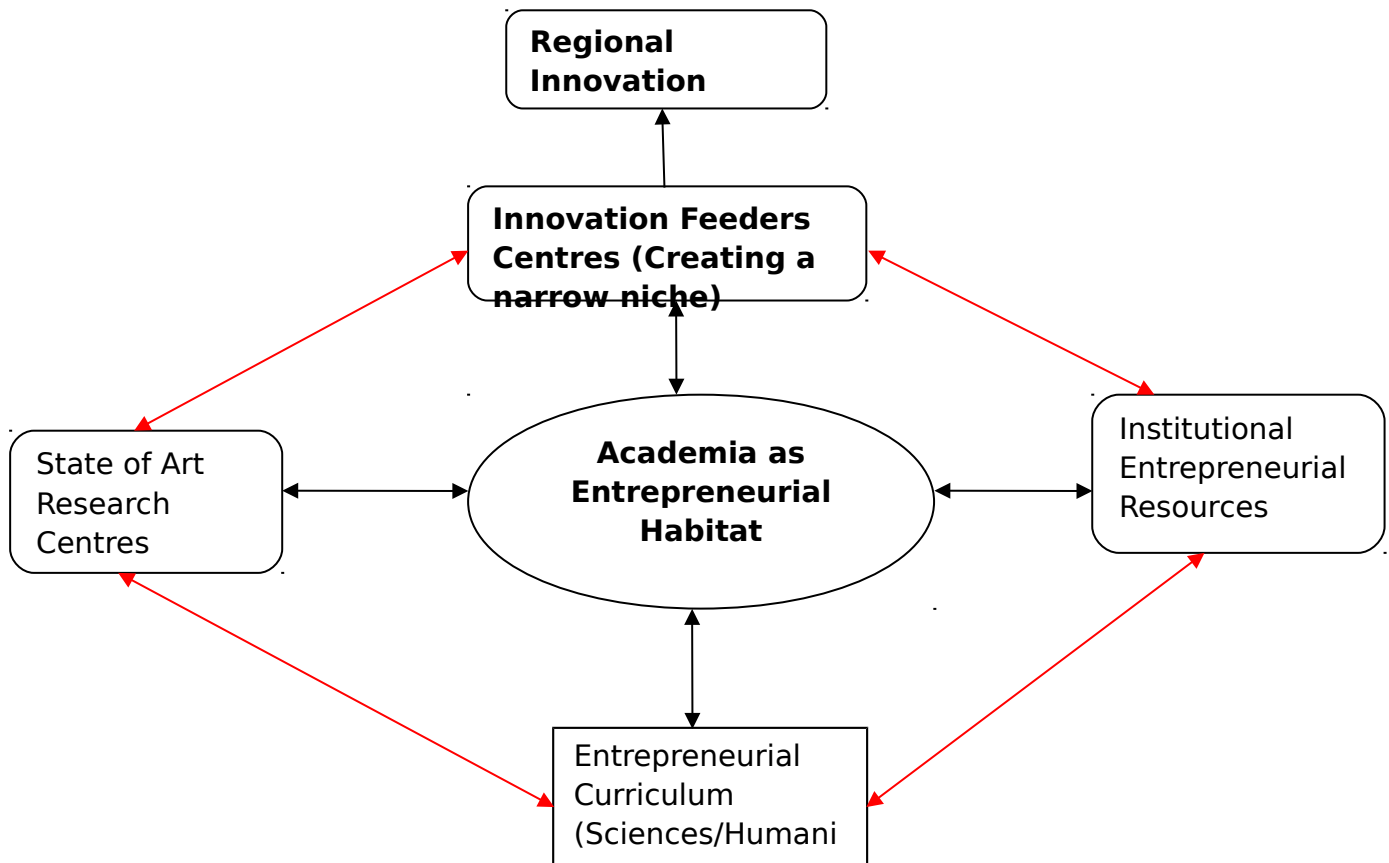 Regional
Innovation
Innovation Feeders
Centres (Creating a
narrow niche)
Academia as
Entrepreneurial
Habitat
State of Art
Research
Centres
Institutional
Entrepreneurial
Resources
Entrepreneurial
Curriculum
(Sciences/Humani